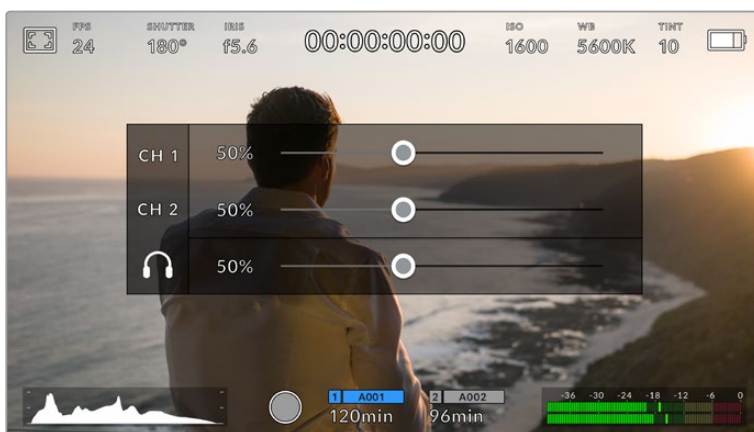 FPS SHUTTER IRIS ISO WB TINT
24 180° f5.6 00:00:00:00 1600 5600K 10
CH 1 50%
CH 2 50%
50%
1 A001 2 A002
120min 96min
-36 -30 -24 -18 -12 -6 0